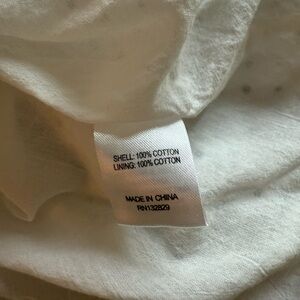 SHELL: 100% COTTON
LINING: 100% COTTON
MADE IN CHINA
RN132829